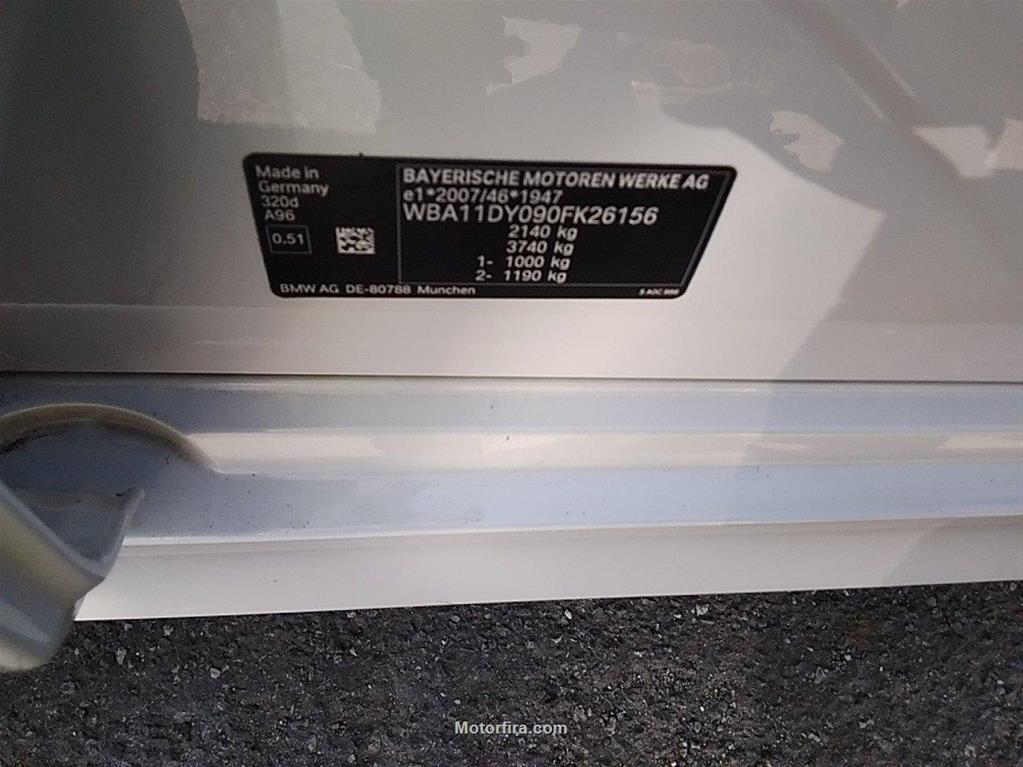 Made in
Germany
320d
A96
0.51
BAYERISCHE MOTOREN WERKE AG
e1*2007/46*1947
WBA11DY090FK26156
2140 kg
3740 kg
1- 1000 kg
2- 1190 kg
BMW AG DE-80788 Munchen
Motorfira.com